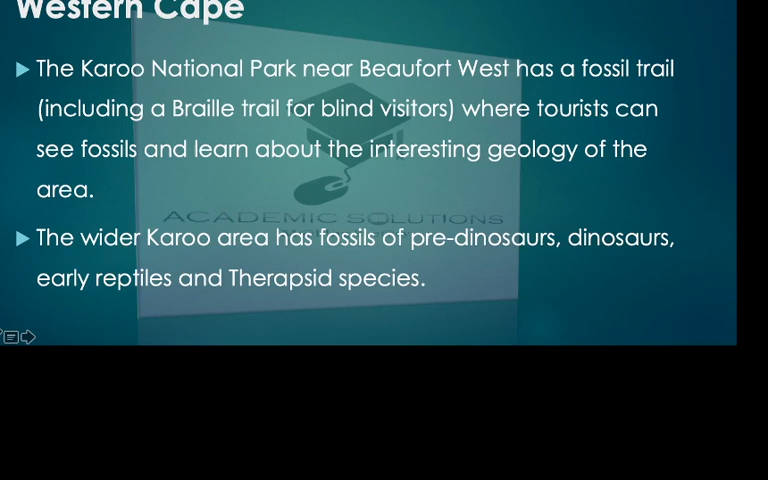 Western Cape
The Karoo National Park near Beaufort West has a fossil trail
(including a Braille trail for blind visitors) where tourists can
see fossils and learn about the interesting geology of the
area.
ACADEMIC SOLUTIONS
The wider Karoo area has fossils of pre-dinosaurs, dinosaurs,
early reptiles and Therapsid species.